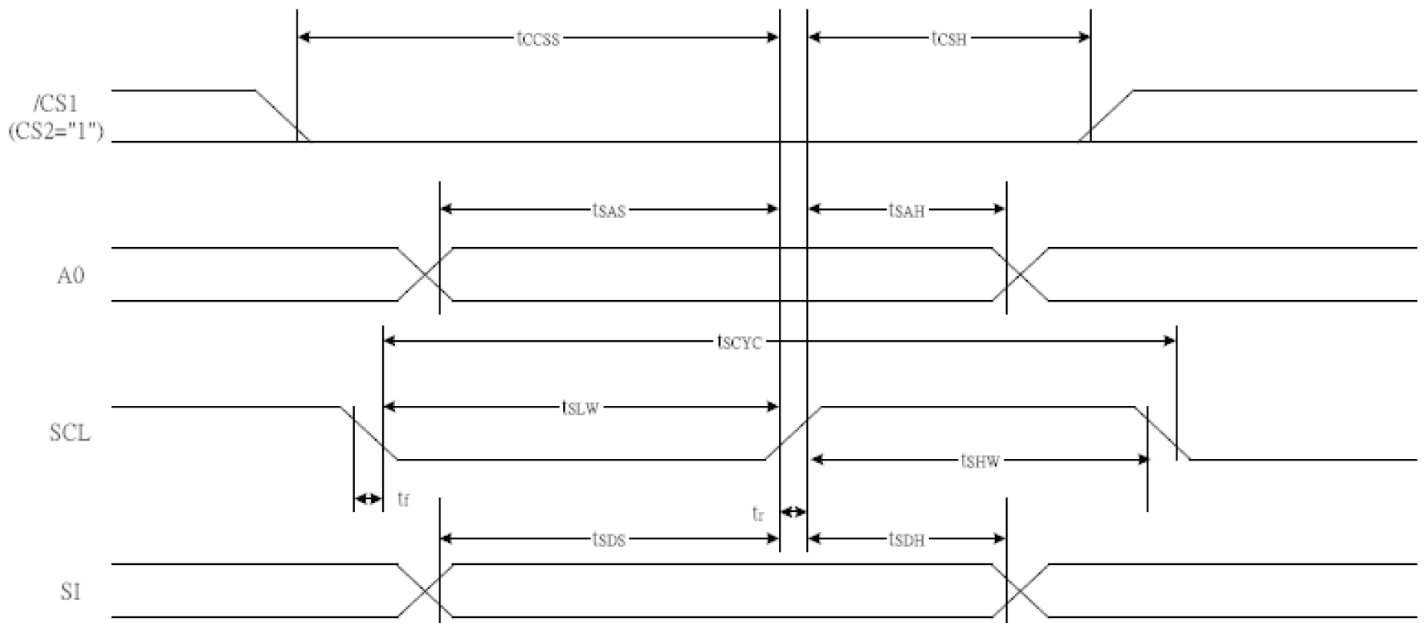 tCCSS
tCSH
/CS1
(CS2="1")
tSAS
tSAH
A0
tSCYC
tSLW
SCL
tSHW
tf
tr
tSDS
tSDH
SI